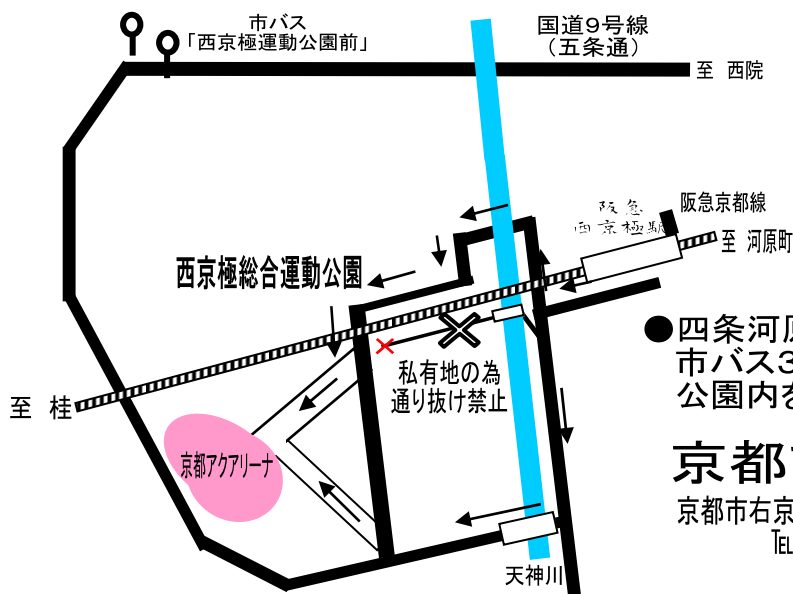 市バス
「西京極運動公園前」
国道9号線
(五条通)
至 西院
阪急
西京極駅
阪急京都線
至 河原町
西京極総合運動公園
私有地の為
通り抜け禁止
至 桂
京都アクアリーナ
天神川
●四条河原
市バス3
公園内を
京都市
京都市右京
TEL